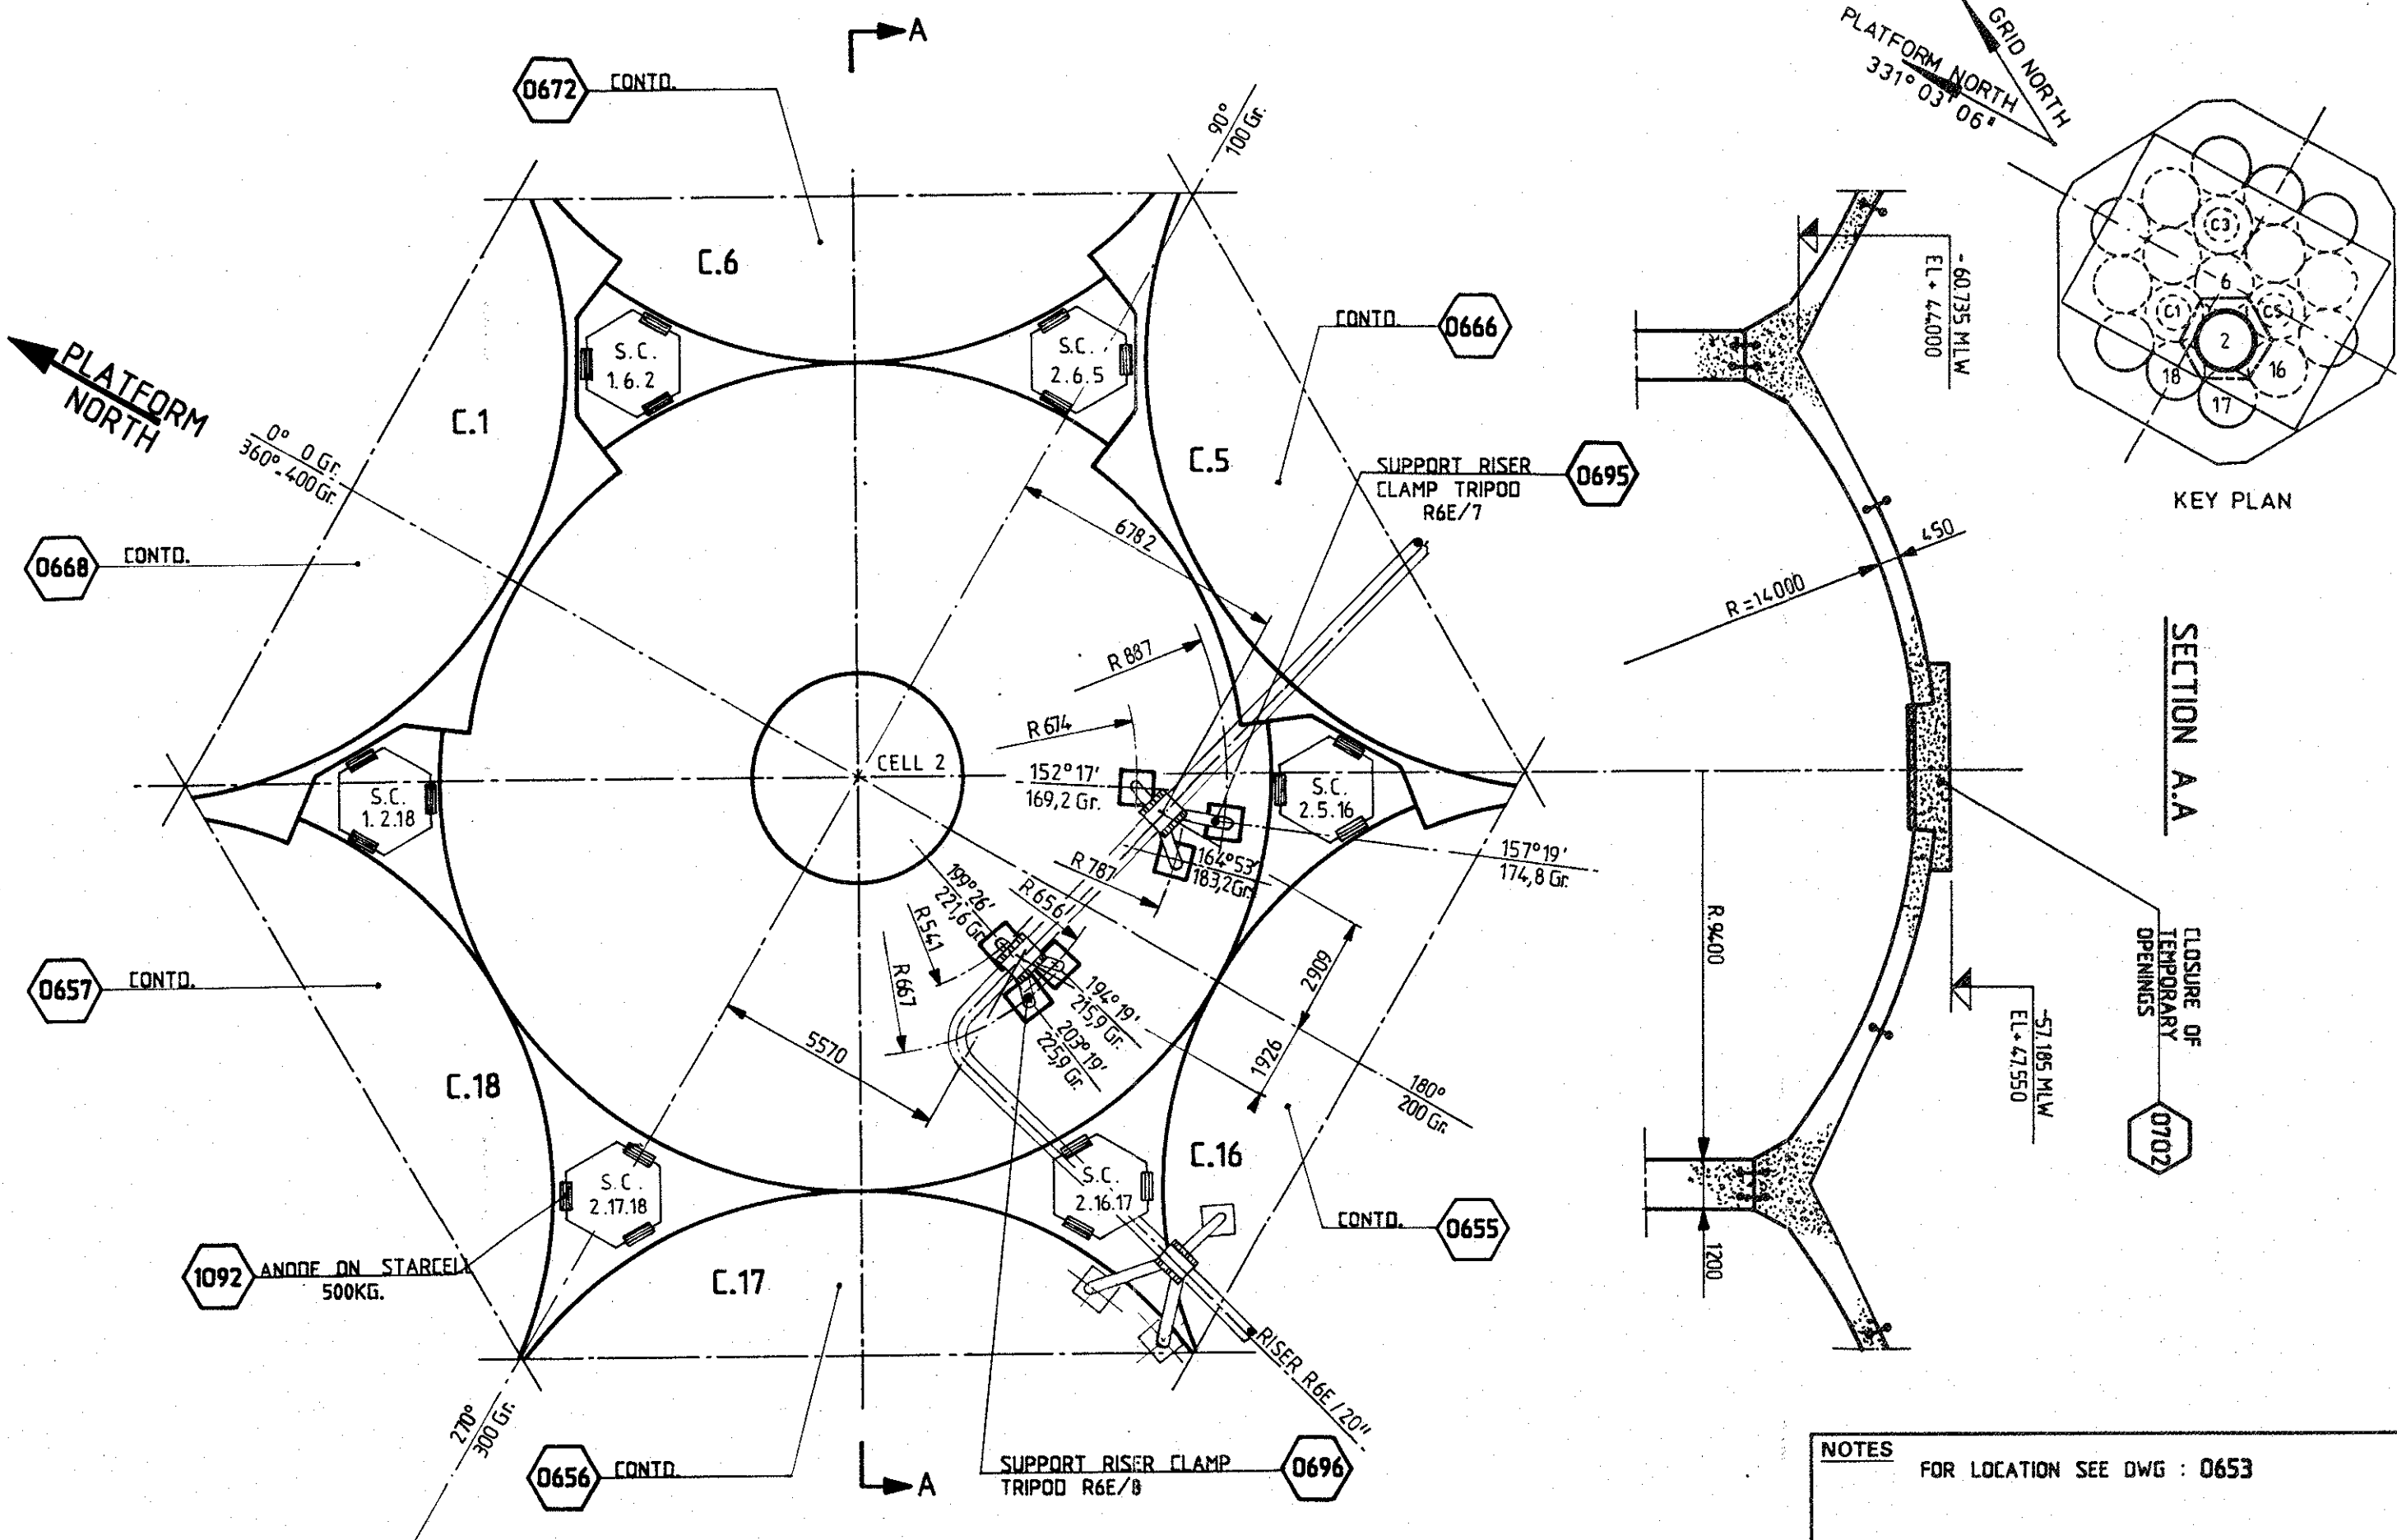 A
0672 CONTD.
90°
100 Gr.
C.6
S.C.
1.6.2
S.C.
2.6.5
CONTD. 0666
PLATFORM
NORTH
0° 0 Gr.
360°-400 Gr.
C.1
C.5
SUPPORT RISER
CLAMP TRIPOD
R6E/7
0695
0668 CONTD.
6782
R 887
R 674
CELL 2
152°17'
169,2 Gr.
S.C.
1.2.18
S.C.
2.5.16
157°19'
174,8 Gr.
164°53'
183,2 Gr.
R 787
R 656
199°26'
221,6 Gr.
R 541
R 667
194°19'
215,9 Gr.
203°19'
225,9 Gr.
2909
1926
5570
180°
200 Gr.
0657 CONTD.
C.18
C.16
S.C.
2.17.18
S.C.
2.16.17
CONTD. 0655
1092 ANODE ON STARCELL
500KG.
C.17
RISER R6E/20"
270°
300 Gr.
0656 CONTD.
SUPPORT RISER CLAMP
TRIPOD R6E/8
0696
A
GRID NORTH
PLATFORM NORTH
331° 03' 06"
C3
6
C1
C5
2
18
16
17
KEY PLAN
-60.735 MLW
EL + 44.000
450
R=14000
SECTION A.A
R.9400
CLOSURE OF
TEMPORARY
OPENINGS
0702
-57.185 MLW
EL+ 47.550
1200
NOTES
FOR LOCATION SEE DWG : 0653